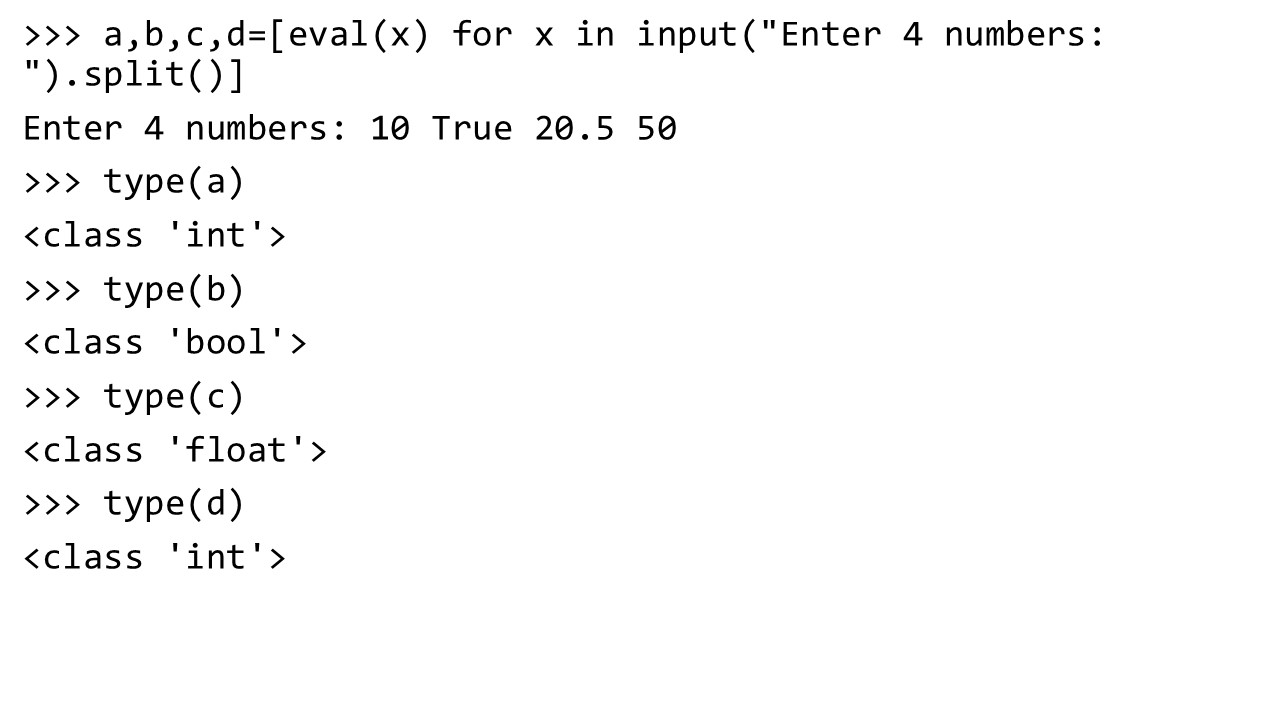 >>> a,b,c,d=[eval(x) for x in input("Enter 4 numbers:
").split()]
Enter 4 numbers: 10 True 20.5 50
>>> type(a)
<class 'int'>
>>> type(b)
<class 'bool'>
>>> type(c)
<class 'float'>
>>> type(d)
<class 'int'>